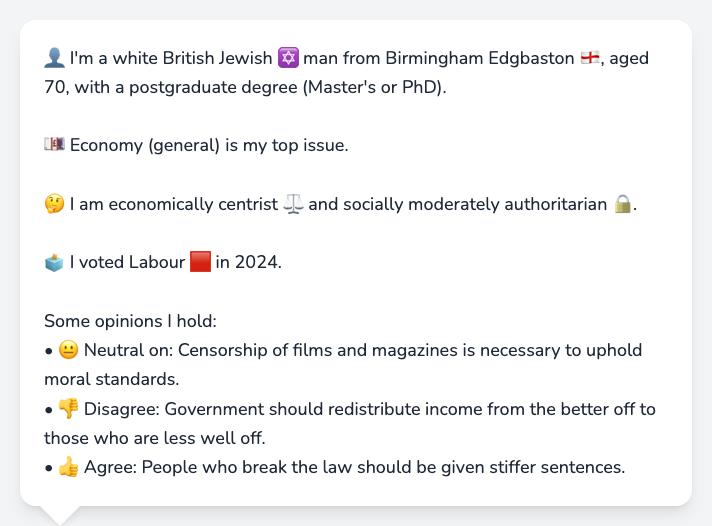 👤 I'm a white British Jewish ✡️ man from Birmingham Edgbaston 🏴󠁧󠁢󠁥󠁮󠁧󠁿, aged
70, with a postgraduate degree (Master's or PhD).
💷 Economy (general) is my top issue.
🤔 I am economically centrist ⚖️ and socially moderately authoritarian 🔒.
🗳️ I voted Labour 🟥 in 2024.
Some opinions I hold:
• 😐 Neutral on: Censorship of films and magazines is necessary to uphold
moral standards.
• 👎 Disagree: Government should redistribute income from the better off to
those who are less well off.
• 👍 Agree: People who break the law should be given stiffer sentences.